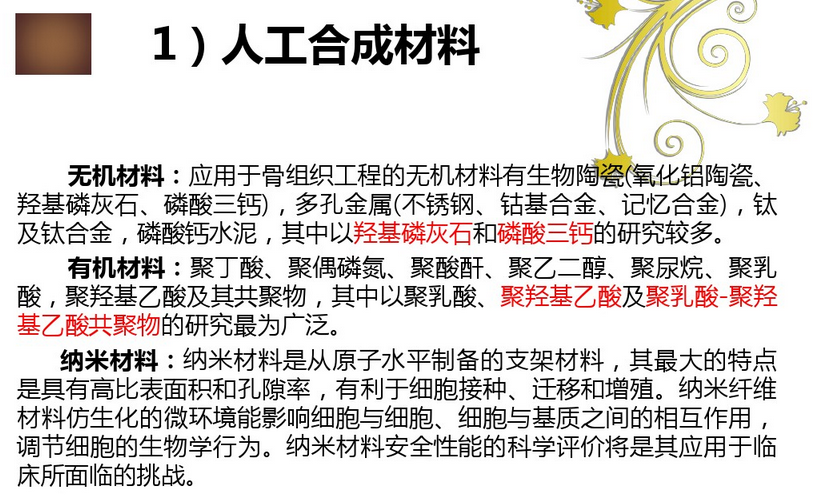 1）人工合成材料
无机材料：应用于骨组织工程的无机材料有生物陶瓷(氧化铝陶瓷、
羟基磷灰石、磷酸三钙)，多孔金属(不锈钢、钴基合金、记忆合金)，钛
及钛合金，磷酸钙水泥，其中以羟基磷灰石和磷酸三钙的研究较多。
有机材料：聚丁酸、聚偶磷氮、聚酸酐、聚乙二醇、聚尿烷、聚乳
酸，聚羟基乙酸及其共聚物，其中以聚乳酸、聚羟基乙酸及聚乳酸-聚羟
基乙酸共聚物的研究最为广泛。
纳米材料：纳米材料是从原子水平制备的支架材料，其最大的特点
是具有高比表面积和孔隙率，有利于细胞接种、迁移和增殖。纳米纤维
材料仿生化的微环境能影响细胞与细胞、细胞与基质之间的相互作用，
调节细胞的生物学行为。纳米材料安全性能的科学评价将是其应用于临
床所面临的挑战。